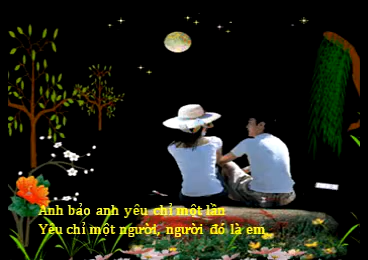 Anh bảo anh yêu chỉ một lần
Yêu chỉ một người, người đó là em